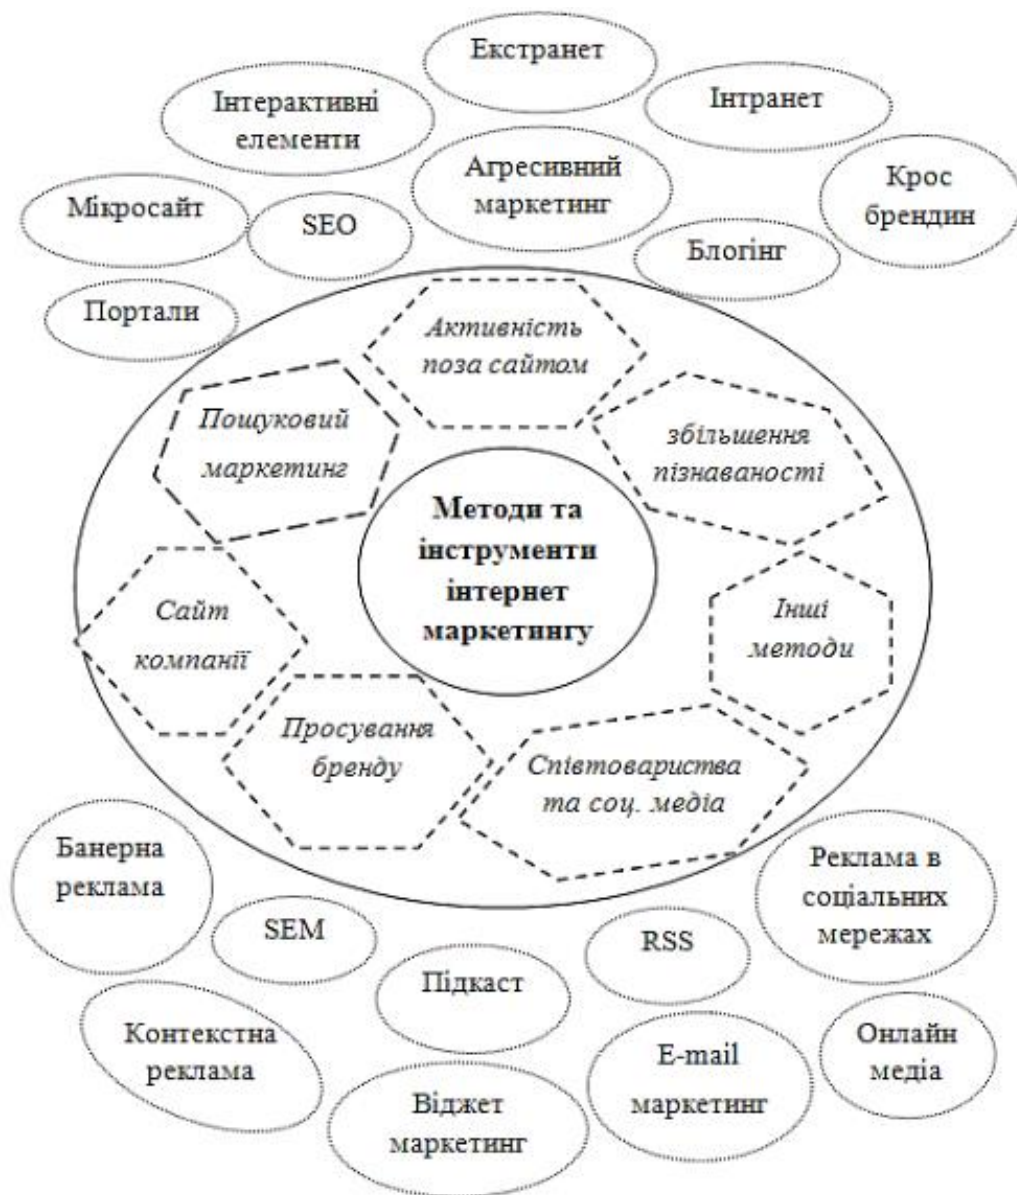 Екстранет
Інтерактивні
елементи
Інтранет
Агресивний
маркетинг
Крос
брендин
Мікросайт
SEO
Блогінг
Портали
Активність
поза сайтом
Пошуковий
маркетинг
збільшення
пізнаваності
Методи та
інструменти
інтернет
маркетингу
Сайт
компанії
Інші
методи
Просування
бренду
Співтовариства
та соц. медіа
Банерна
реклама
Реклама в
соціальних
мережах
SEM
RSS
Підкаст
Контекстна
реклама
Онлайн
медіа
E-mail
маркетинг
Віджет
маркетинг